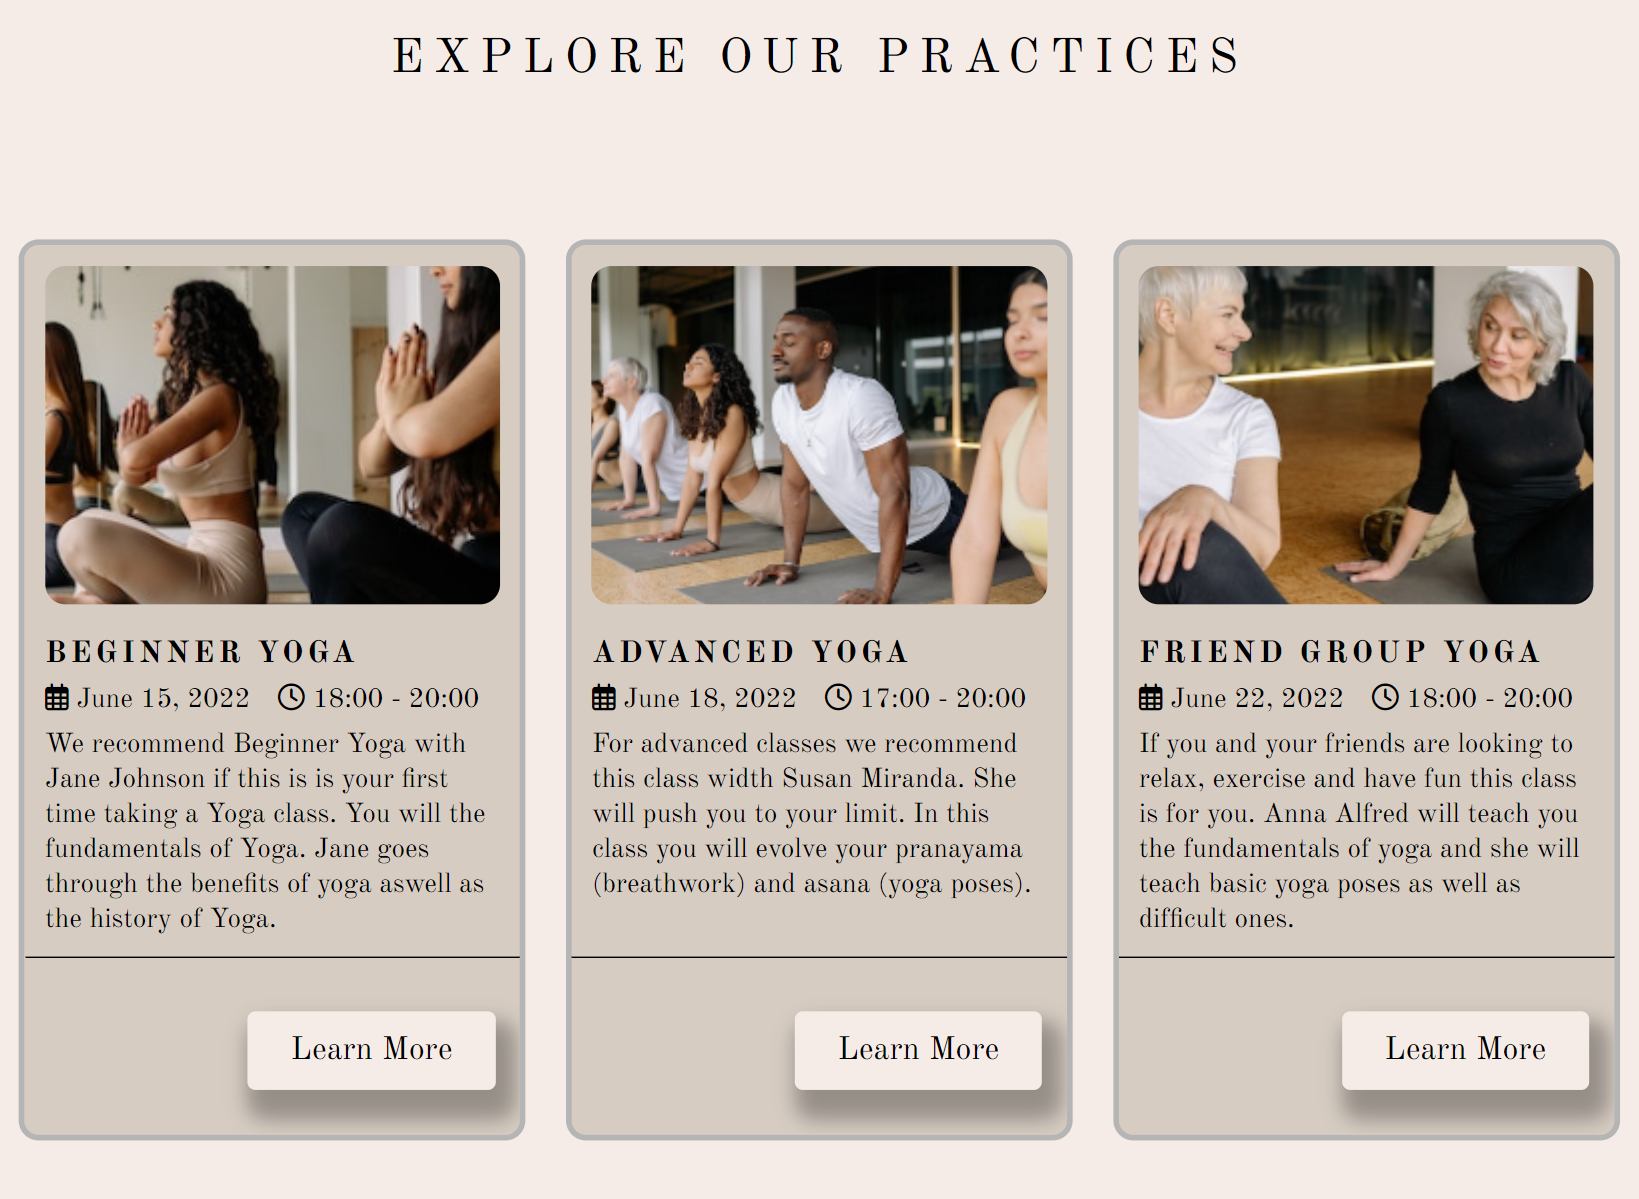 EXPLORE OUR PRACTICES
BEGINNER YOGA
June 15, 2022 18:00 - 20:00
We recommend Beginner Yoga with
Jane Johnson if this is is your first
time taking a Yoga class. You will the
fundamentals of Yoga. Jane goes
through the benefits of yoga aswell as
the history of Yoga.
Learn More
ADVANCED YOGA
June 18, 2022 17:00 - 20:00
For advanced classes we recommend
this class width Susan Miranda. She
will push you to your limit. In this
class you will evolve your pranayama
(breathwork) and asana (yoga poses).
Learn More
FRIEND GROUP YOGA
June 22, 2022 18:00 - 20:00
If you and your friends are looking to
relax, exercise and have fun this class
is for you. Anna Alfred will teach you
the fundamentals of yoga and she will
teach basic yoga poses as well as
difficult ones.
Learn More